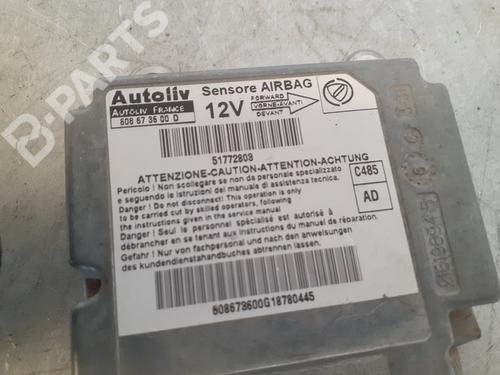 Autoliv
AUTOLIV FRANCE
608 67 36 00 D
Sensore AIRBAG
12V
FORWARD
VORNE-AVANTI
DEVANT
51772803
ATTENZIONE-CAUTION-ATTENTION-ACHTUNG
Pericolo ! Non scollegare se non da personale specializzato
e seguendo le istruzioni del manuale di assistenza tecnica.
Danger ! Do not disconnect! This operation is only
to be carried out by skilled operators, following
the instructions given in the service manual
Danger ! Seul le personnel spécialisé est autorisé à
débrancher en se tenant aux instructions du manuel de réparation.
Gefahr ! Nur von Fachpersonal und nach anweisungen
des kundendienstahandbuches abtrennen lassen.
C485
AD
608673600G18780445
B-PARTS